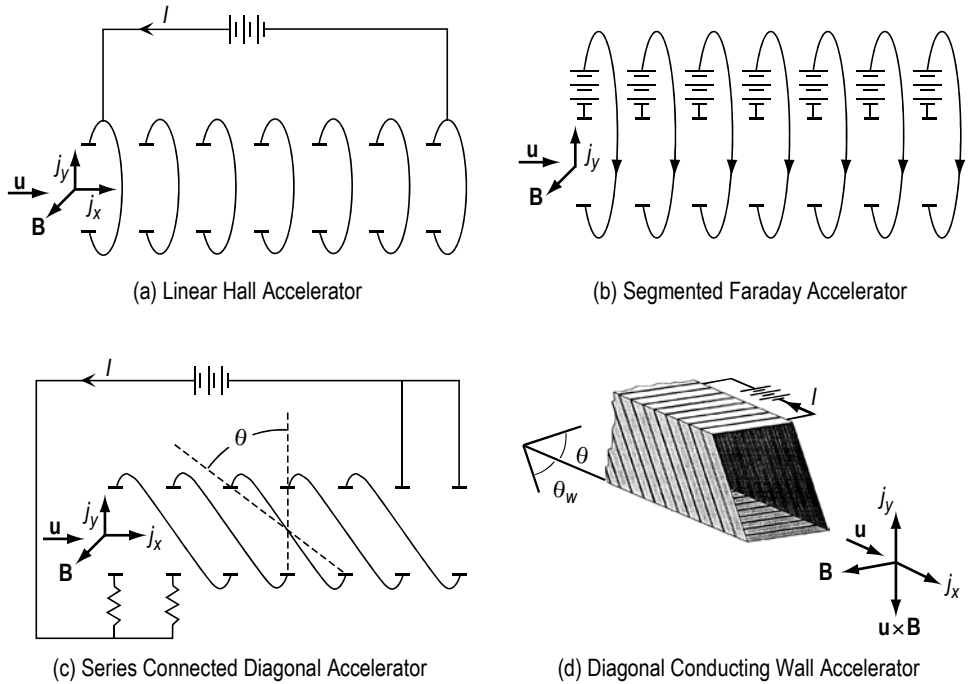 I
u
j_y
j_x
B
(a) Linear Hall Accelerator
u
j_y
B
(b) Segmented Faraday Accelerator
I
θ
u
j_y
j_x
B
(c) Series Connected Diagonal Accelerator
I
θ
θ_w
j_y
u
B
j_x
u×B
(d) Diagonal Conducting Wall Accelerator